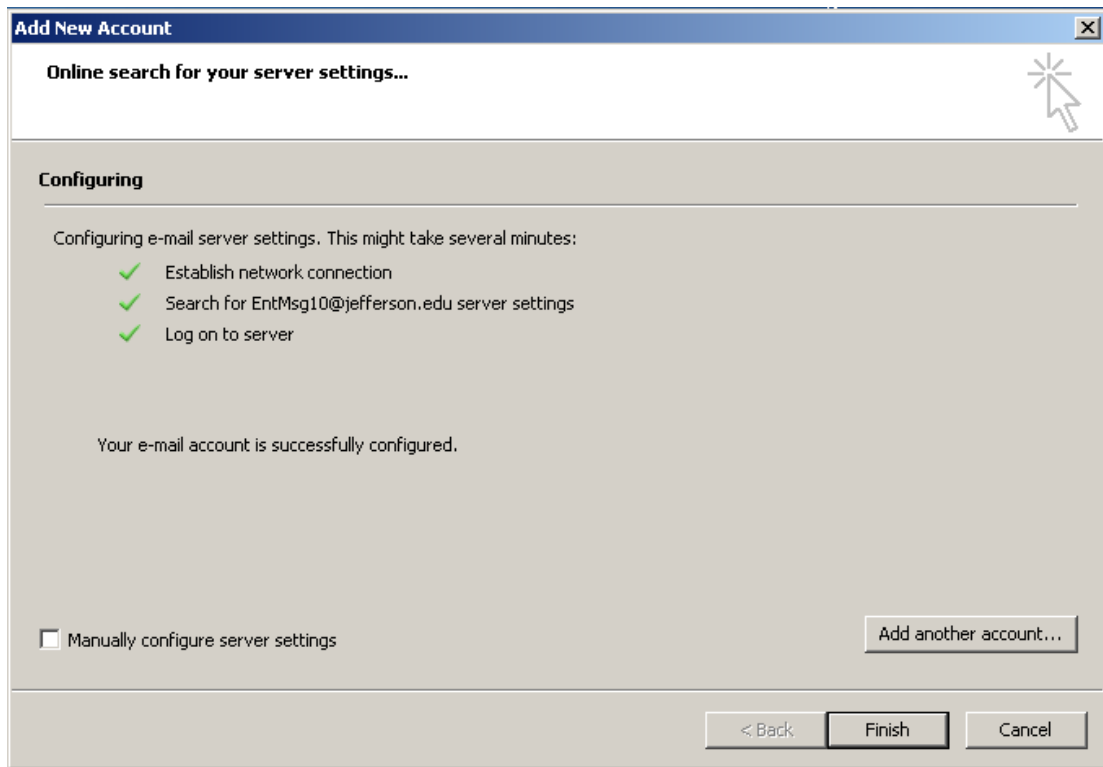 Add New Account
Online search for your server settings...
Configuring
Configuring e-mail server settings. This might take several minutes:
Establish network connection
Search for EntMsg10@jefferson.edu server settings
Log on to server
Your e-mail account is successfully configured.
Manually configure server settings
Add another account...
< Back
Finish
Cancel